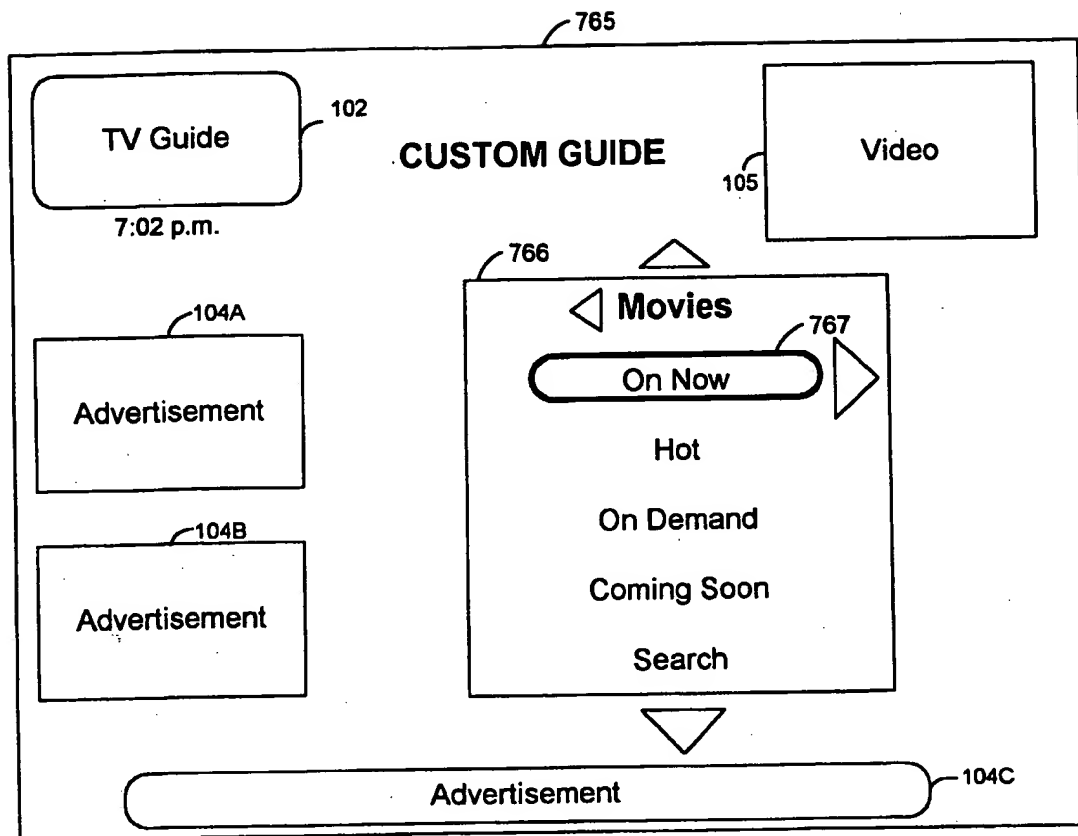 765
TV Guide
102
CUSTOM GUIDE
Video
105
7:02 p.m.
766
Movies
104A
767
Advertisement
On Now
Hot
104B
On Demand
Advertisement
Coming Soon
Search
Advertisement
104C